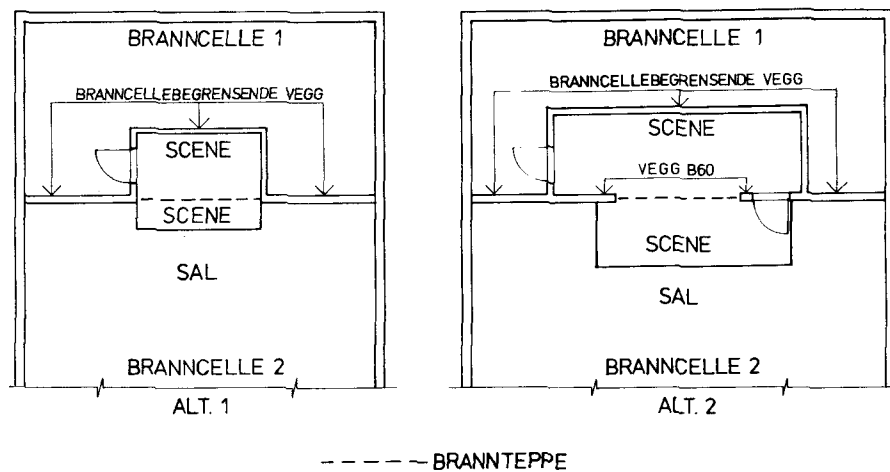 BRANNCELLE 1
BRANNCELLEBEGRENSENDE VEGG
SCENE
SCENE
SAL
BRANNCELLE 2
ALT. 1
BRANNCELLE 1
BRANNCELLEBEGRENSENDE VEGG
SCENE
VEGG B60
SCENE
SAL
BRANNCELLE 2
ALT. 2
BRANNTEPPE